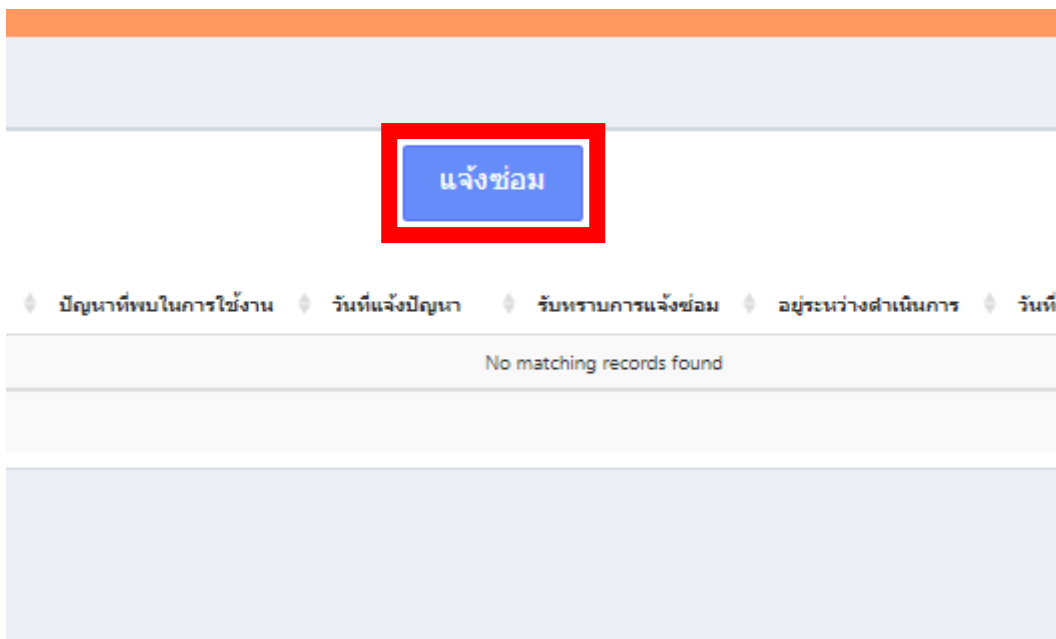 แจ้งซ่อม
ปัญหาที่พบในการใช้งาน วันที่แจ้งปัญหา รับทราบการแจ้งซ่อม อยู่ระหว่างดำเนินการ วันที่
No matching records found